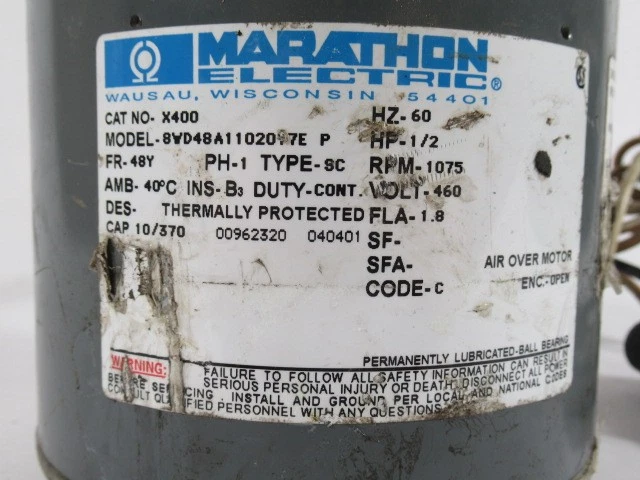 MARATHON
ELECTRIC®
WAUSAU, WISCONSIN 54401
CAT NO- X400 HZ-60
HP-1/2
FR-48Y PH-1 TYPE-SC RPM-1075
AMB-40°C INS-B3 DUTY-CONT. VOLT-460
DES- THERMALLY PROTECTED FLA-1.8
CAP 10/370 00962320 040401 SF-
SFA- AIR OVER MOTOR
CODE-C ENC.-OPEN
PERMANENTLY LUBRICATED-BALL BEARING
WARNING: FAILURE TO FOLLOW ALL SAFETY INFORMATION CAN RESULT IN
SERIOUS PERSONAL INJURY OR DEATH. DISCONNECT ALL POWER
BEFORE SERVICING. INSTALL AND GROUND PER LOCAL AND NATIONAL CODES
CONSULT QUALIFIED PERSONNEL WITH ANY QUESTIONS